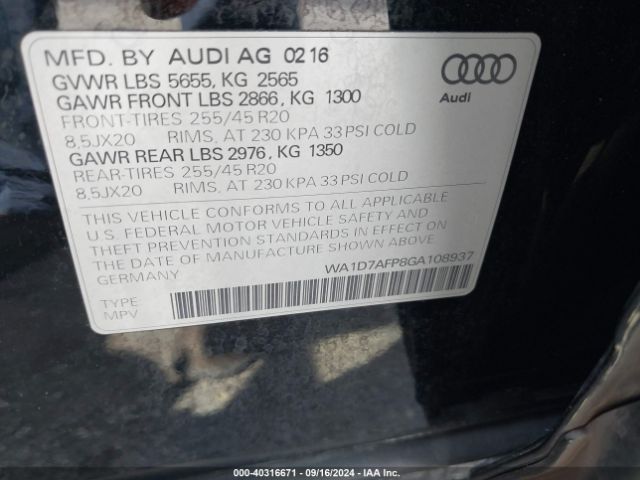 MFD. BY AUDI AG 02 16
GVWR LBS 5655, KG 2565
GAWR FRONT LBS 2866, KG 1300
FRONT-TIRES 255/45 R20
8,5JX20 RIMS, AT 230 KPA 33 PSI COLD
GAWR REAR LBS 2976, KG 1350
REAR-TIRES 255/45 R20
8,5JX20 RIMS, AT 230 KPA 33 PSI COLD
Audi
THIS VEHICLE CONFORMS TO ALL APPLICABLE
U.S. FEDERAL MOTOR VEHICLE SAFETY AND
THEFT PREVENTION STANDARDS IN EFFECT ON
THE DATE OF MANUFACTURE SHOWN ABOVE
GERMANY
WA1D7AFP8GA108937
TYPE
MPV
000-40316671 09/16/2024 IAA Inc.